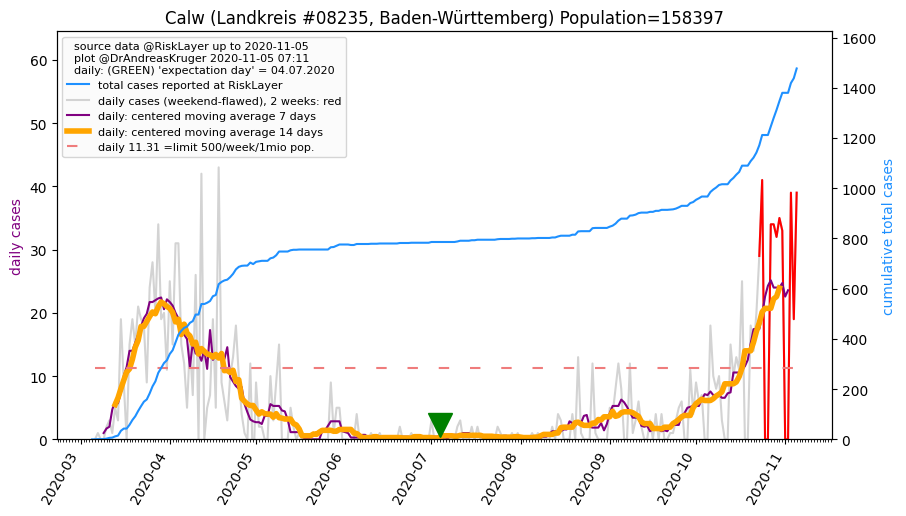 Calw (Landkreis #08235, Baden-Württemberg) Population=158397
source data @RiskLayer up to 2020-11-05
plot @DrAndreasKruger 2020-11-05 07:11
daily: (GREEN) 'expectation day' = 04.07.2020
total cases reported at RiskLayer
daily cases (weekend-flawed), 2 weeks: red
daily: centered moving average 7 days
daily: centered moving average 14 days
daily 11.31 =limit 500/week/1mio pop.
daily cases
60
50
40
30
20
10
0
cumulative total cases
1600
1400
1200
1000
800
600
400
200
0
2020-03
2020-04
2020-05
2020-06
2020-07
2020-08
2020-09
2020-10
2020-11